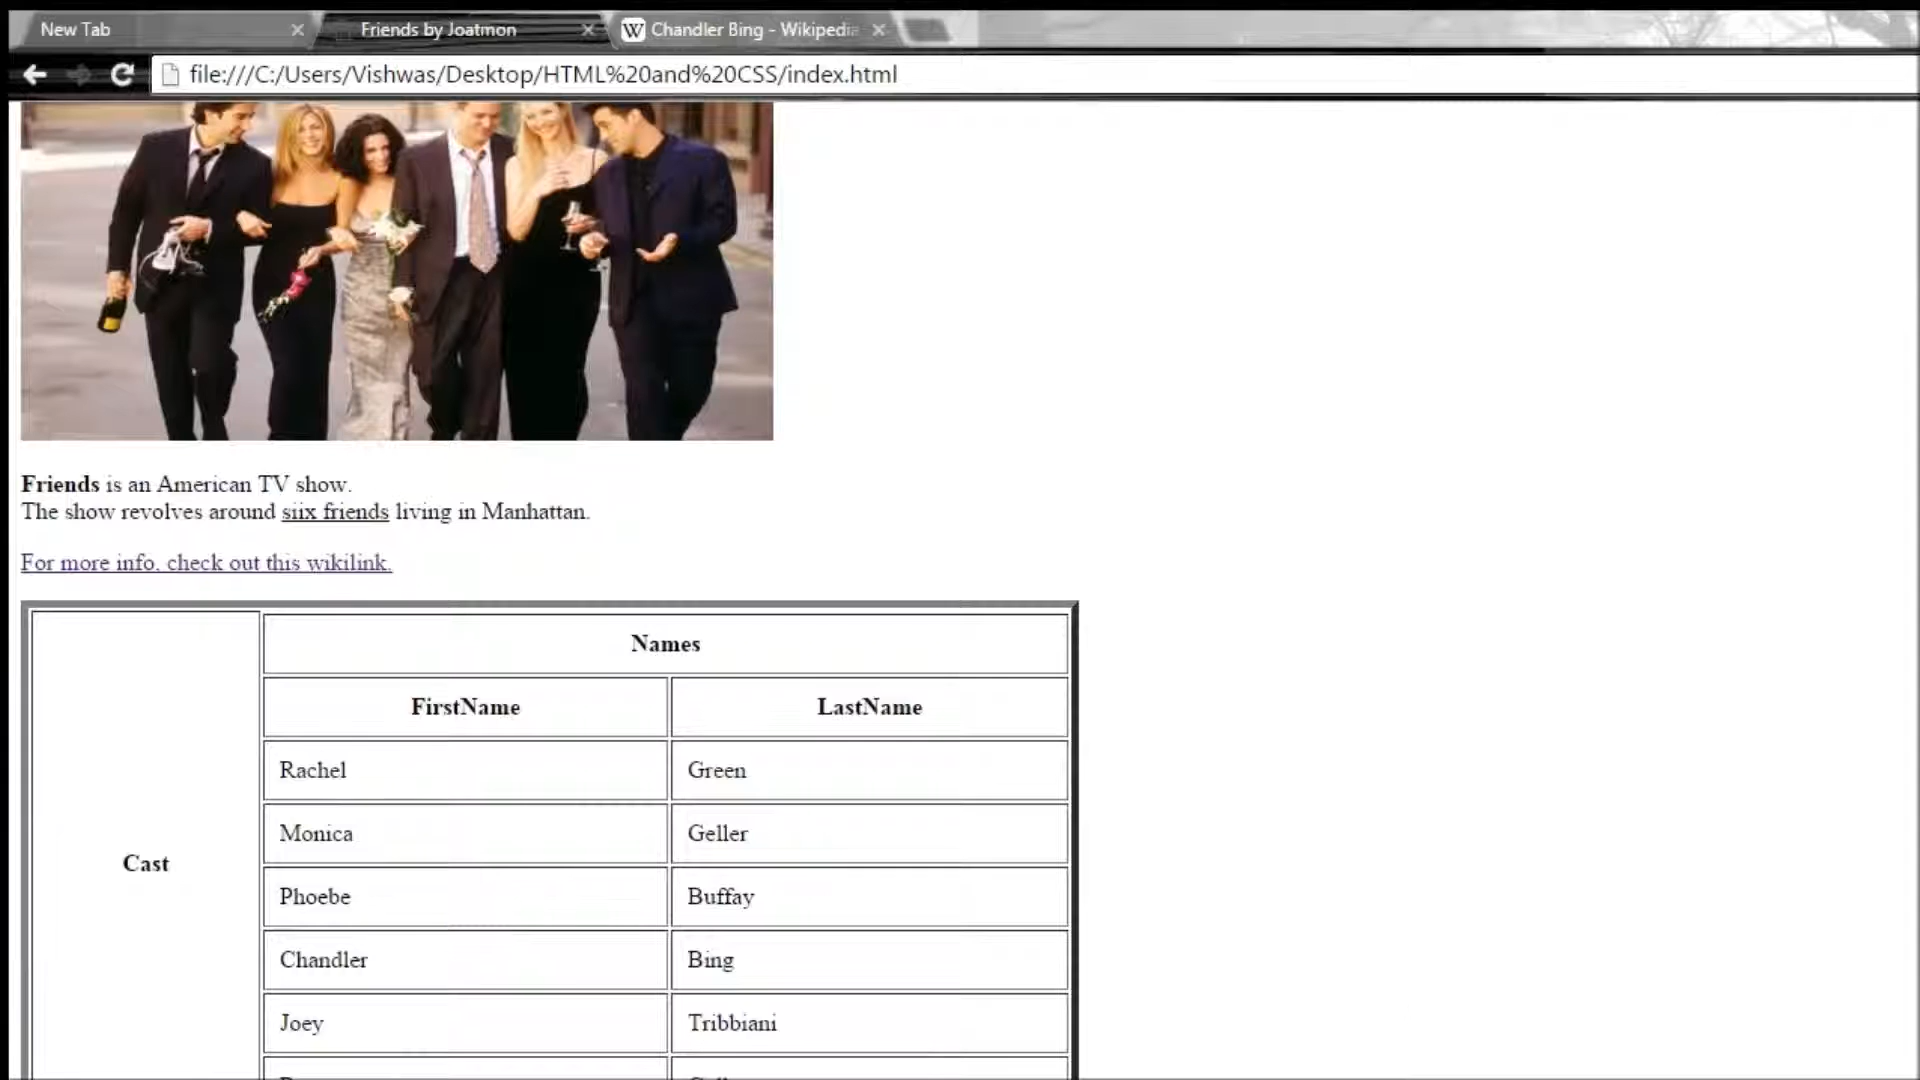 New Tab
Friends by Joatmon
Chandler Bing - Wikipedia
file:///C:/Users/Vishwas/Desktop/HTML%20and%20CSS/index.html
Friends is an American TV show.
The show revolves around siix friends living in Manhattan.
For more info. check out this wikilink.
Names
FirstName LastName
Rachel Green
Monica Geller
Cast
Phoebe Buffay
Chandler Bing
Joey Tribbiani